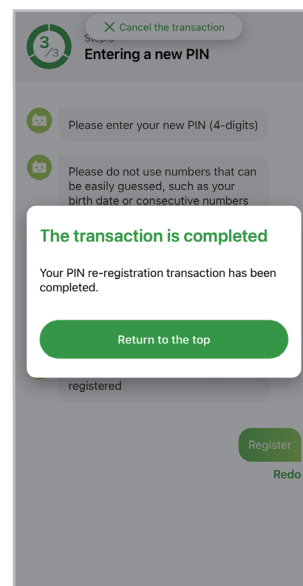 Cancel the transaction
3/3
Entering a new PIN
Please enter your new PIN (4-digits)
Please do not use numbers that can
be easily guessed, such as your
birth date or consecutive numbers
The transaction is completed
Your PIN re-registration transaction has been
completed.
Return to the top
registered
Register
Redo